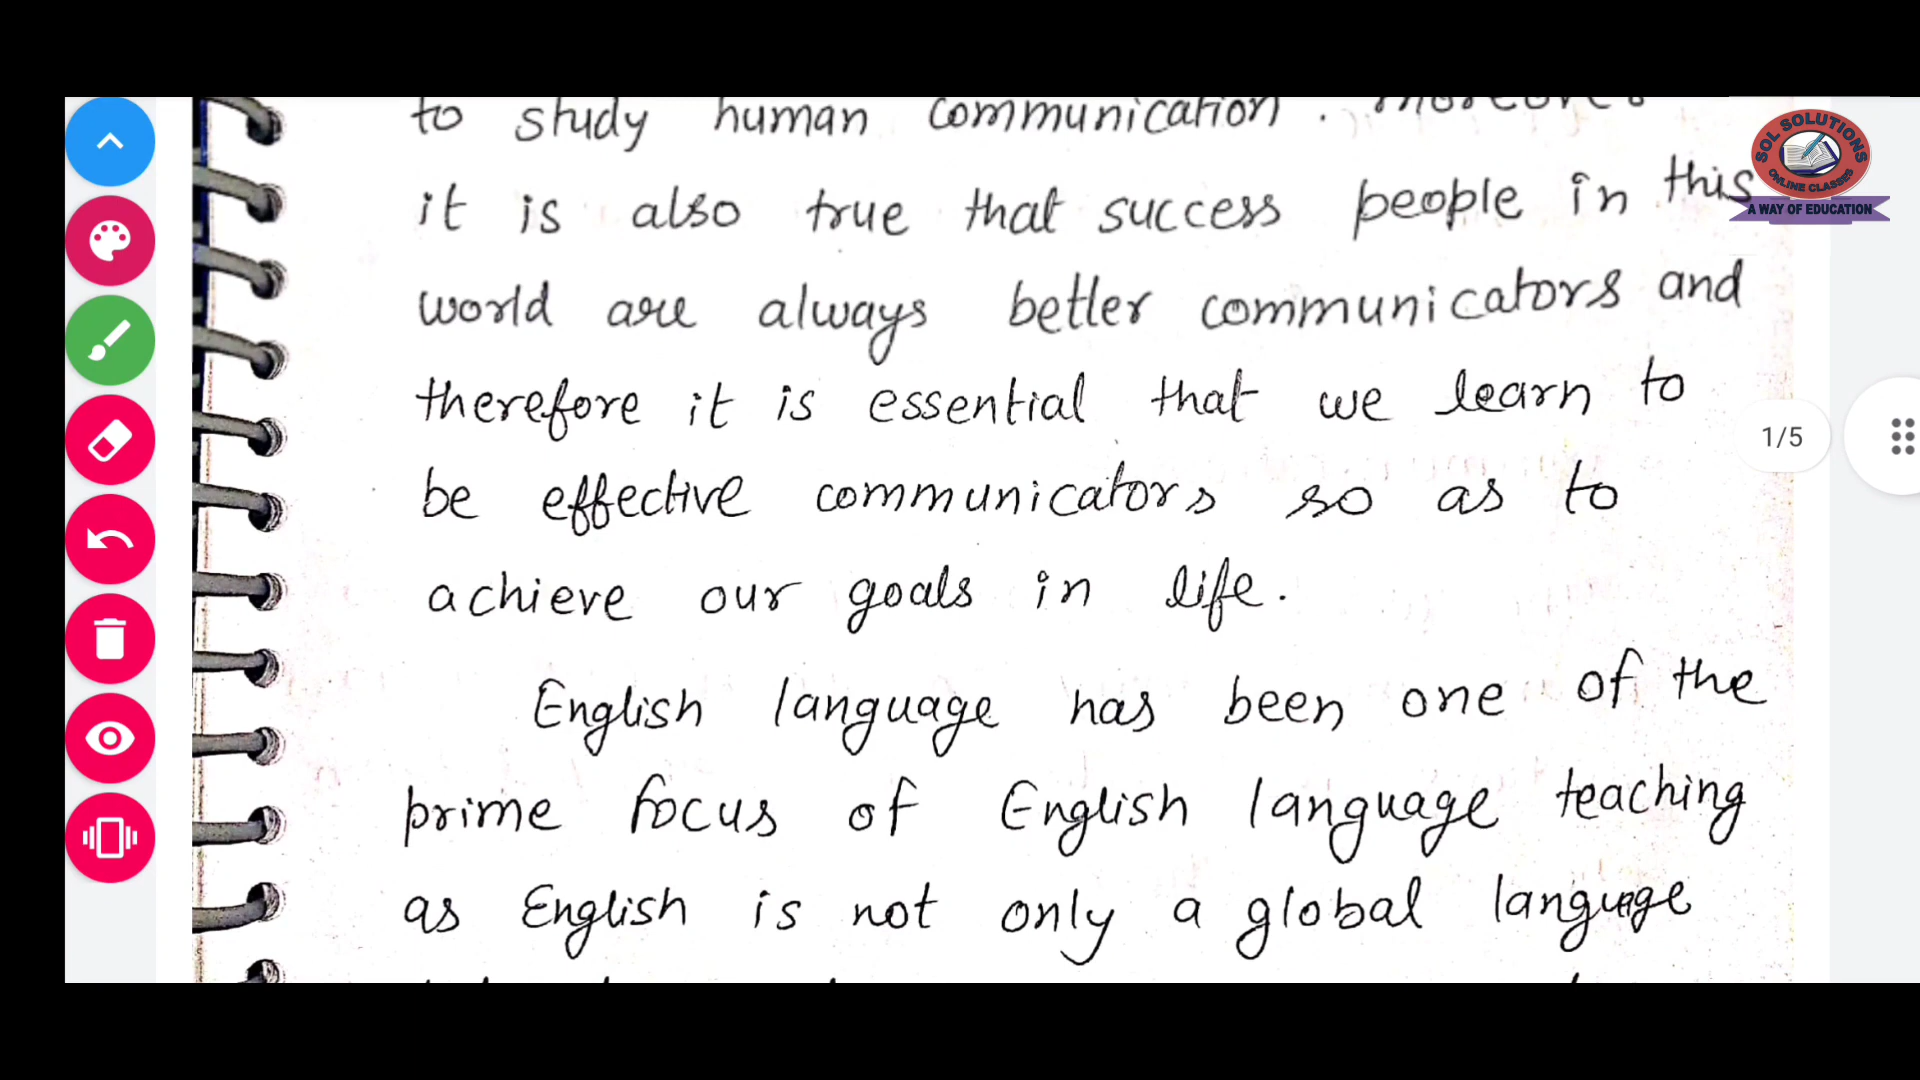 to study human communication. Moreover
SOL SOLUTIONS
ONLINE CLASSES
A WAY OF EDUCATION
it is also true that success people in this
world are always better communicators and
therefore it is essential that we learn to
1/5
be effective communicators so as to
achieve our goals in life.
English language has been one of the
prime focus of English language teaching
as English is not only a global language